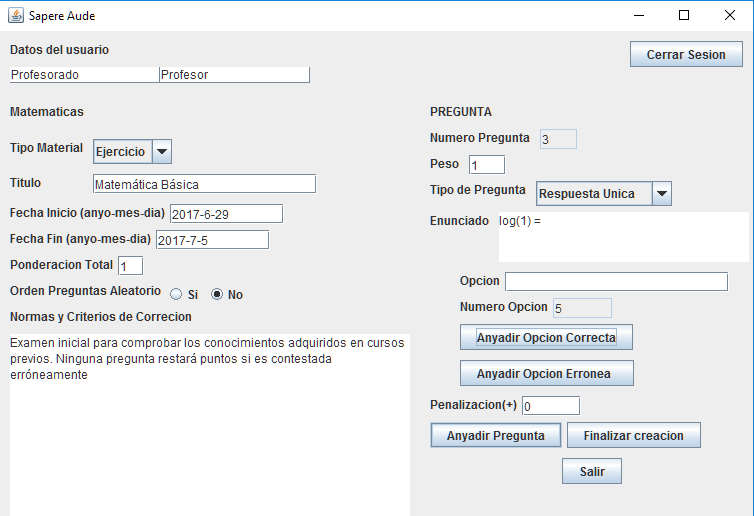 Sapere Aude
Datos del usuario
Cerrar Sesion
Profesorado Profesor
Matematicas
Tipo Material Ejercicio
Titulo Matemática Básica
Fecha Inicio (anyo-mes-dia) 2017-6-29
Fecha Fin (anyo-mes-dia) 2017-7-5
Ponderacion Total 1
Orden Preguntas Aleatorio Si No
Normas y Criterios de Correcion
Examen inicial para comprobar los conocimientos adquiridos en cursos
previos. Ninguna pregunta restará puntos si es contestada
erróneamente
PREGUNTA
Numero Pregunta 3
Peso 1
Tipo de Pregunta Respuesta Unica
Enunciado log(1) =
Opcion
Numero Opcion 5
Anyadir Opcion Correcta
Anyadir Opcion Erronea
Penalizacion(+) 0
Anyadir Pregunta Finalizar creacion
Salir